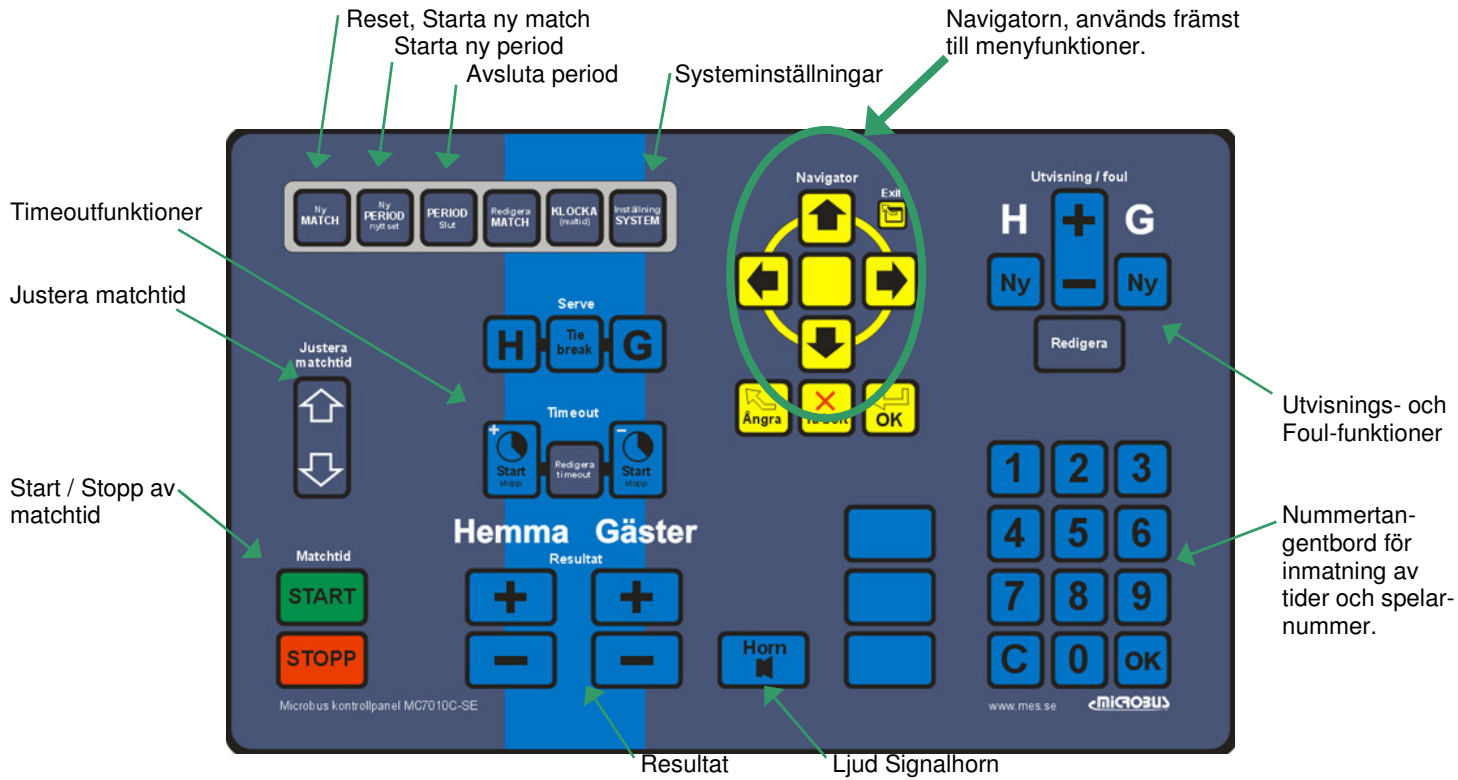 Reset, Starta ny match
Starta ny period
Avsluta period
Systeminställningar
Navigatorn, används främst
till menyfunktioner.
Timeoutfunktioner
Justera matchtid
Start / Stopp av
matchtid
Ny
MATCH
Ny
PERIOD
nytt set
PERIOD
Slut
Redigera
MATCH
KLOCKA
(realtid)
Inställning
SYSTEM
Navigator
Exit
Utvisning / foul
H
+
G
Ny
−
Ny
Redigera
Serve
H
Tie
break
G
Justera
matchtid
Ångra
OK
Timeout
+
Start
stopp
Redigera
timeout
−
Start
stopp
Utvisnings- och
Foul-funktioner
Hemma Gäster
Resultat
+ +
− −
Matchtid
START
STOPP
Horn
1 2 3
4 5 6
7 8 9
C 0 OK
Nummertan-
gentbord för
inmatning av
tider och spelar-
nummer.
Microbus kontrollpanel MC7010C-SE
www.mes.se
MICROBUS
Resultat
Ljud Signalhorn